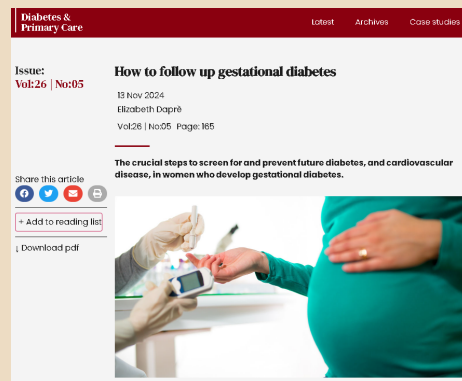 Diabetes &
Primary Care
Latest Archives Case studies
Issue:
Vol:26 | No:05
How to follow up gestational diabetes
13 Nov 2024
Elizabeth Daprè
Vol:26 | No:05 Page: 165
The crucial steps to screen for and prevent future diabetes, and cardiovascular
disease, in women who develop gestational diabetes.
Share this article
+ Add to reading list
↓ Download pdf